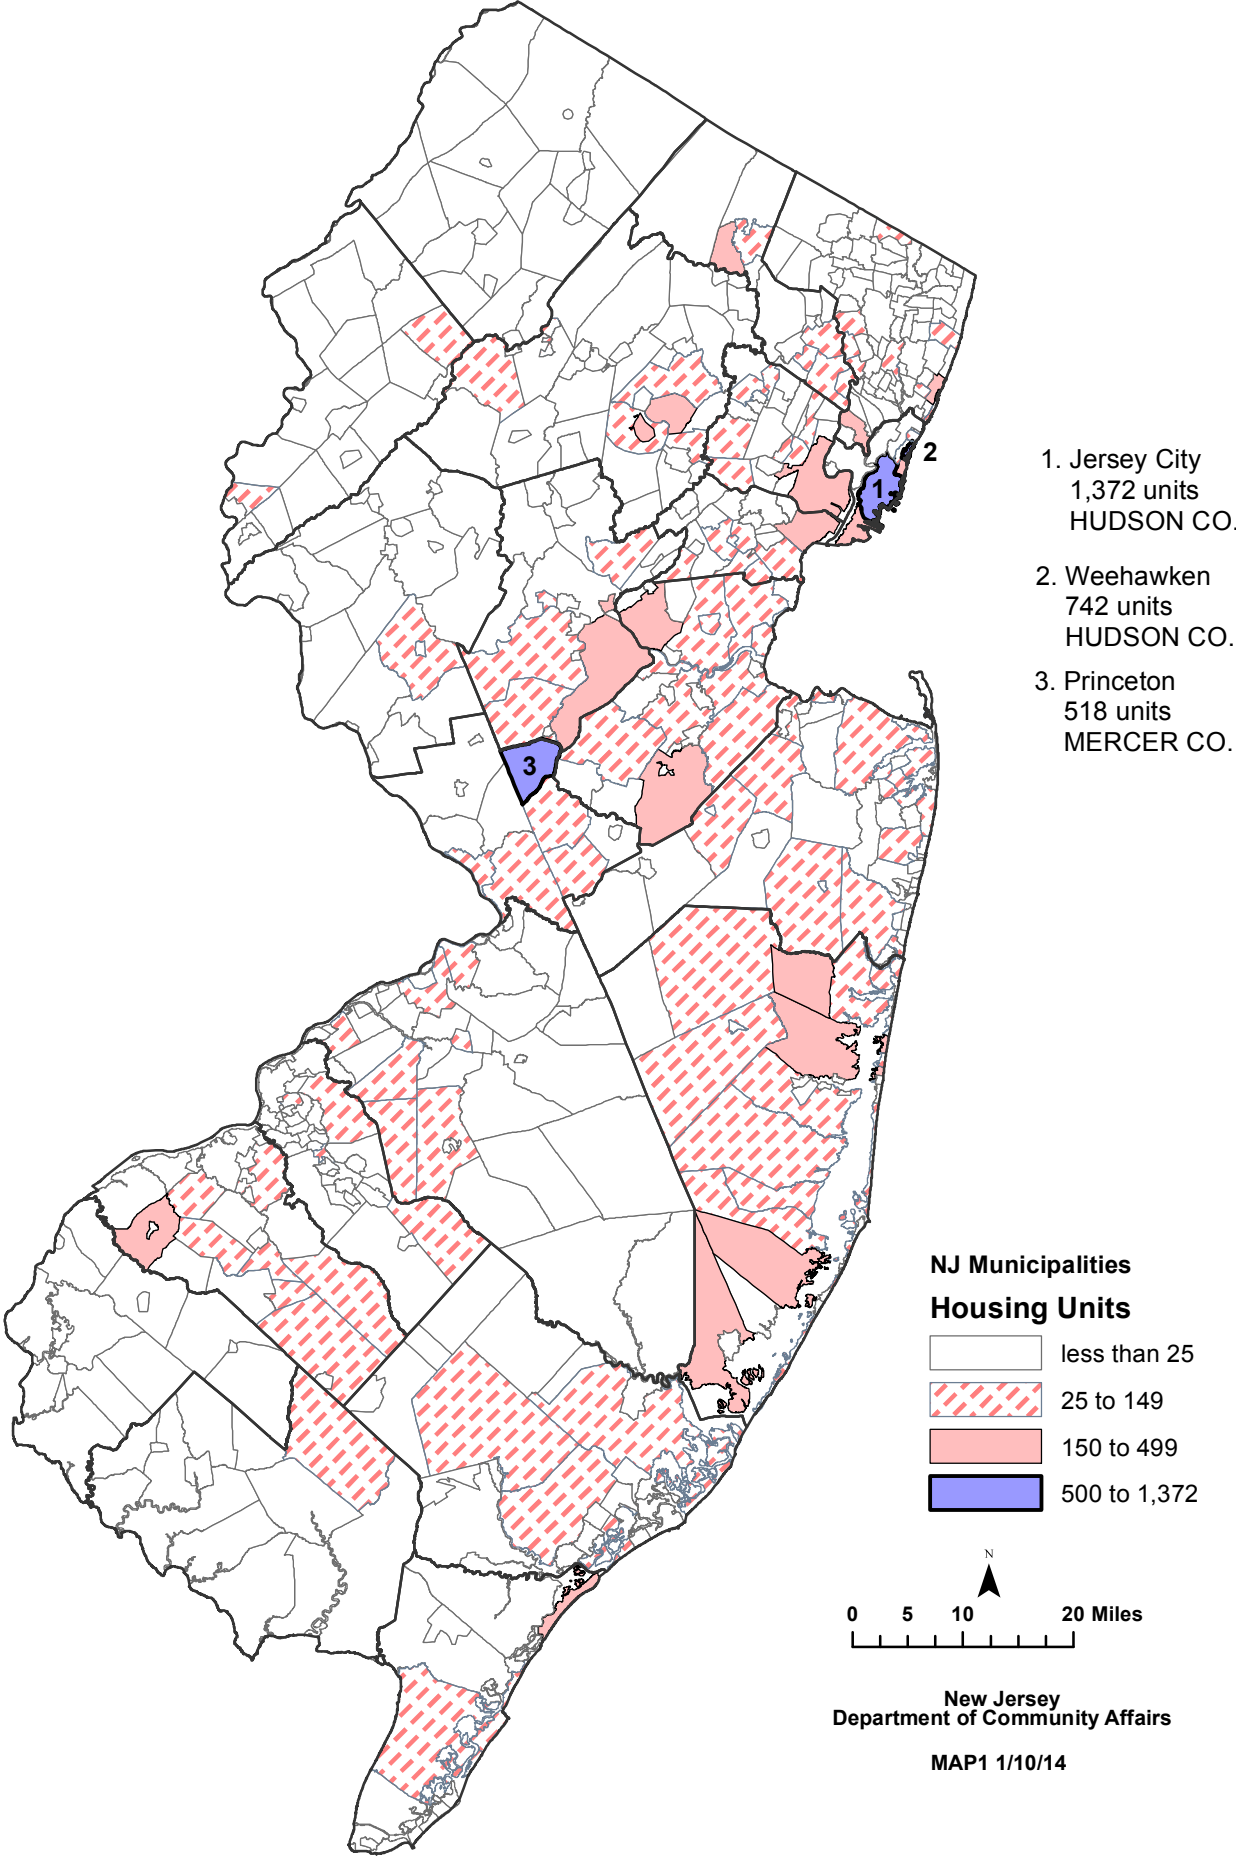 1. Jersey City
1,372 units
HUDSON CO.
2. Weehawken
742 units
HUDSON CO.
3. Princeton
518 units
MERCER CO.
2
1
3
NJ Municipalities
Housing Units
less than 25
25 to 149
150 to 499
500 to 1,372
N
0 5 10 20 Miles
New Jersey
Department of Community Affairs
MAP1 1/10/14